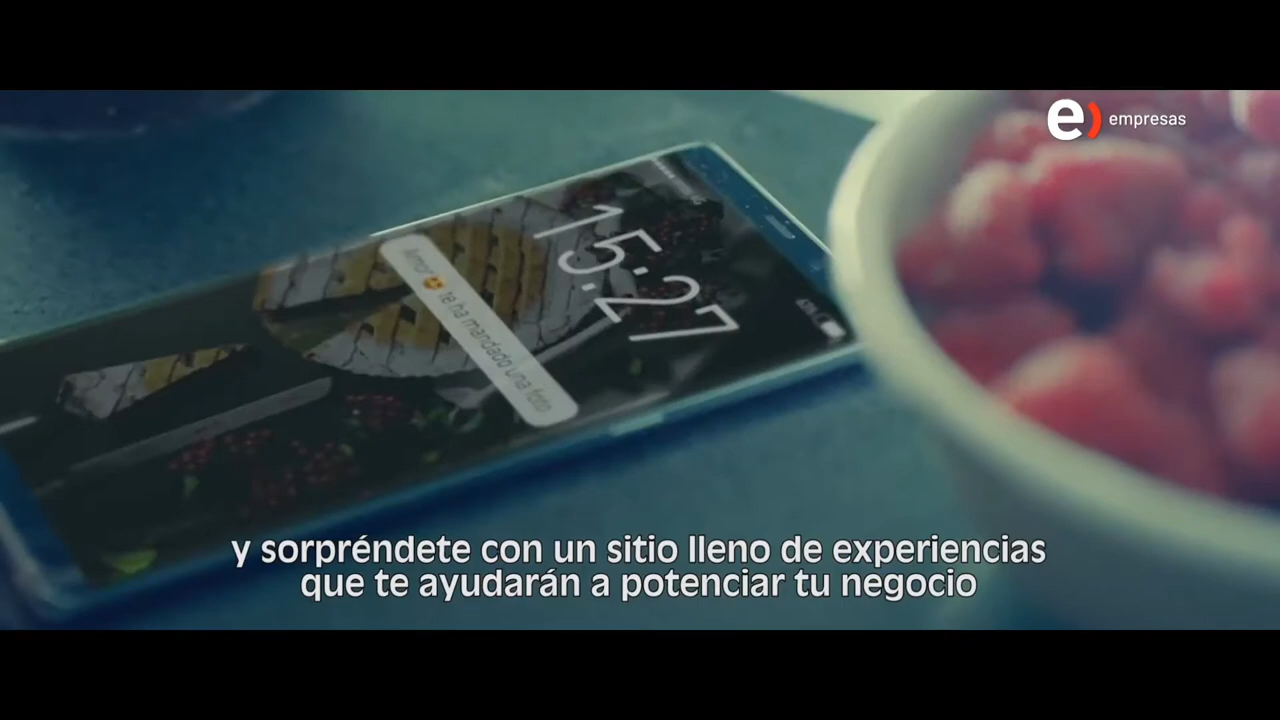 e) empresas
15:27
Amor 😍 te ha mandado una foto
y sorpréndete con un sitio lleno de experiencias
que te ayudarán a potenciar tu negocio